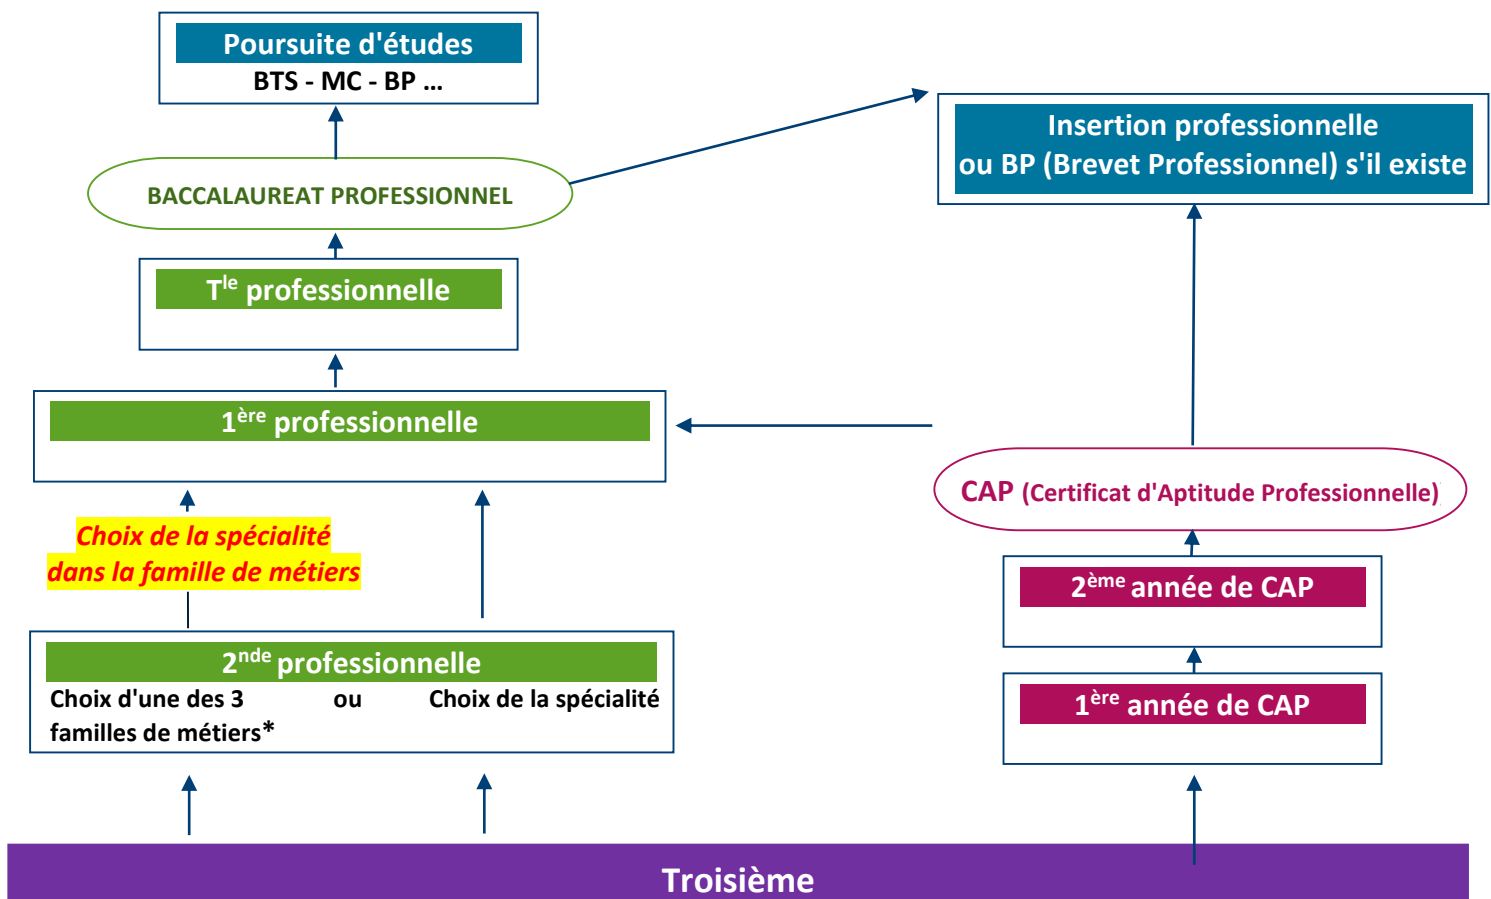 Poursuite d'études
BTS - MC - BP ...
Insertion professionnelle
ou BP (Brevet Professionnel) s'il existe
BACCALAUREAT PROFESSIONNEL
Tle professionnelle
1ère professionnelle
CAP (Certificat d'Aptitude Professionnelle)
Choix de la spécialité
dans la famille de métiers
2ème année de CAP
2nde professionnelle
Choix d'une des 3 ou Choix de la spécialité
familles de métiers*
1ère année de CAP
Troisième